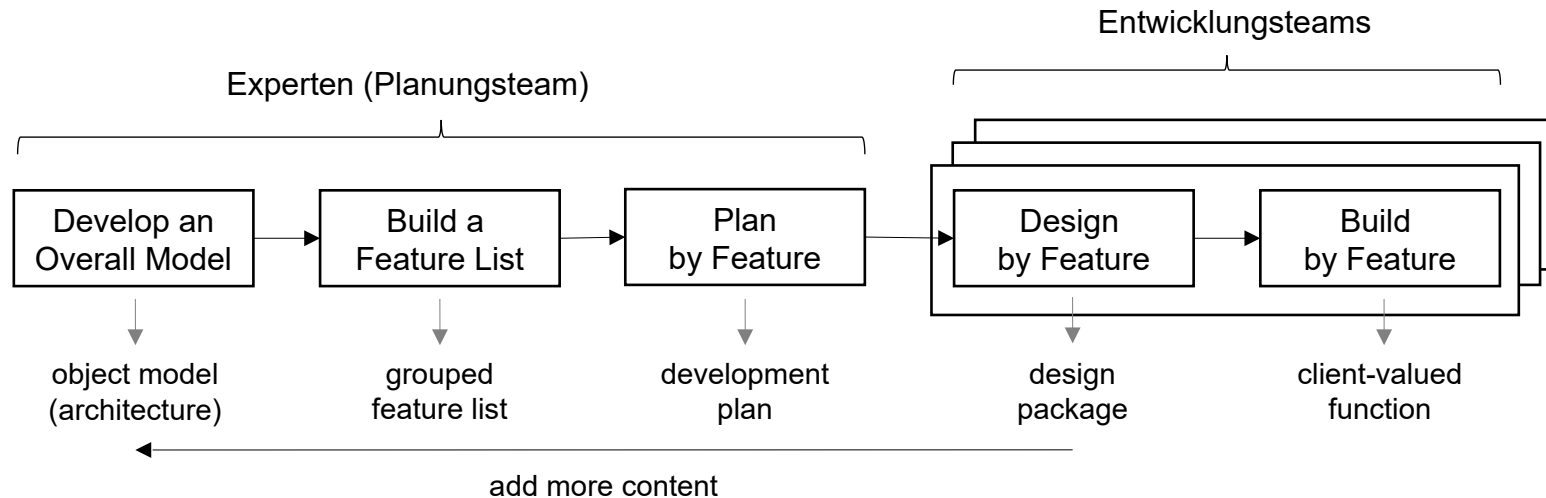 Entwicklungsteams
Experten (Planungsteam)
Develop an
Overall Model
Build a
Feature List
Plan
by Feature
Design
by Feature
Build
by Feature
object model
(architecture)
grouped
feature list
development
plan
design
package
client-valued
function
add more content